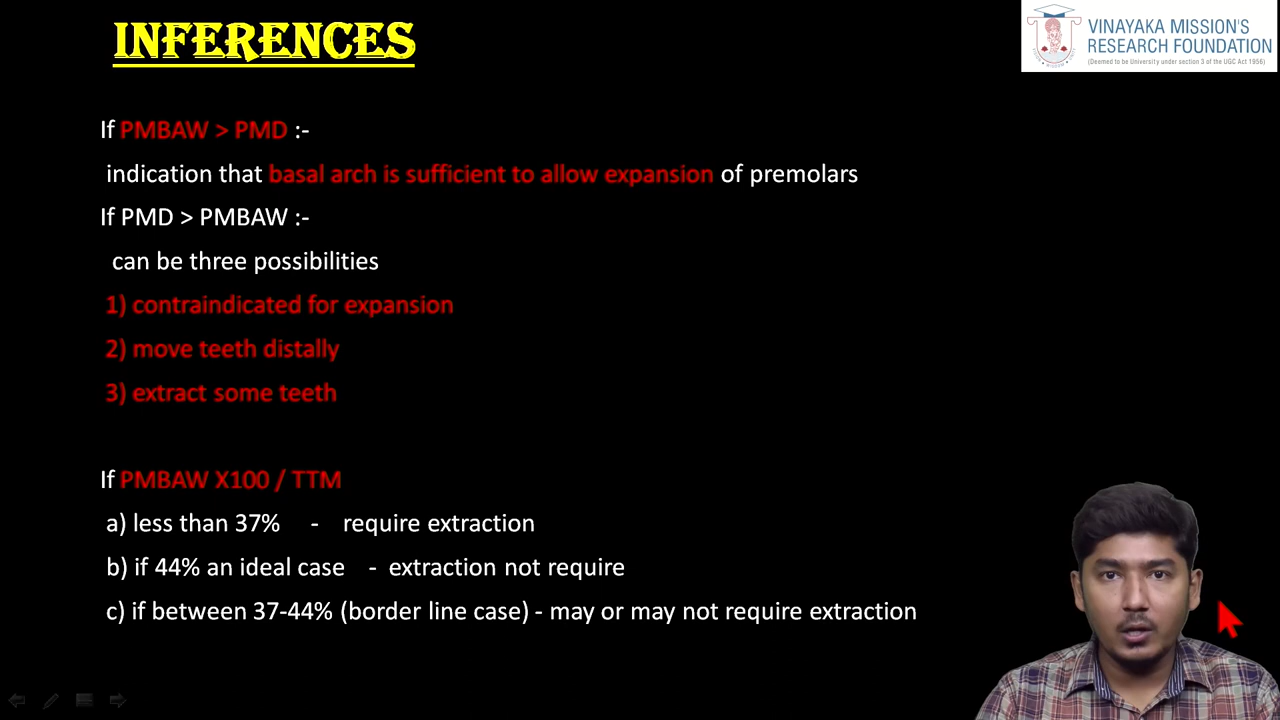 INFERENCES
VINAYAKA MISSION'S
RESEARCH FOUNDATION
(Deemed to be University under section 3 of the UGC Act 1956)
If PMBAW > PMD :-
indication that basal arch is sufficient to allow expansion of premolars
If PMD > PMBAW :-
can be three possibilities
1) contraindicated for expansion
2) move teeth distally
3) extract some teeth
If PMBAW X100 / TTM
a) less than 37% - require extraction
b) if 44% an ideal case - extraction not require
c) if between 37-44% (border line case) - may or may not require extraction